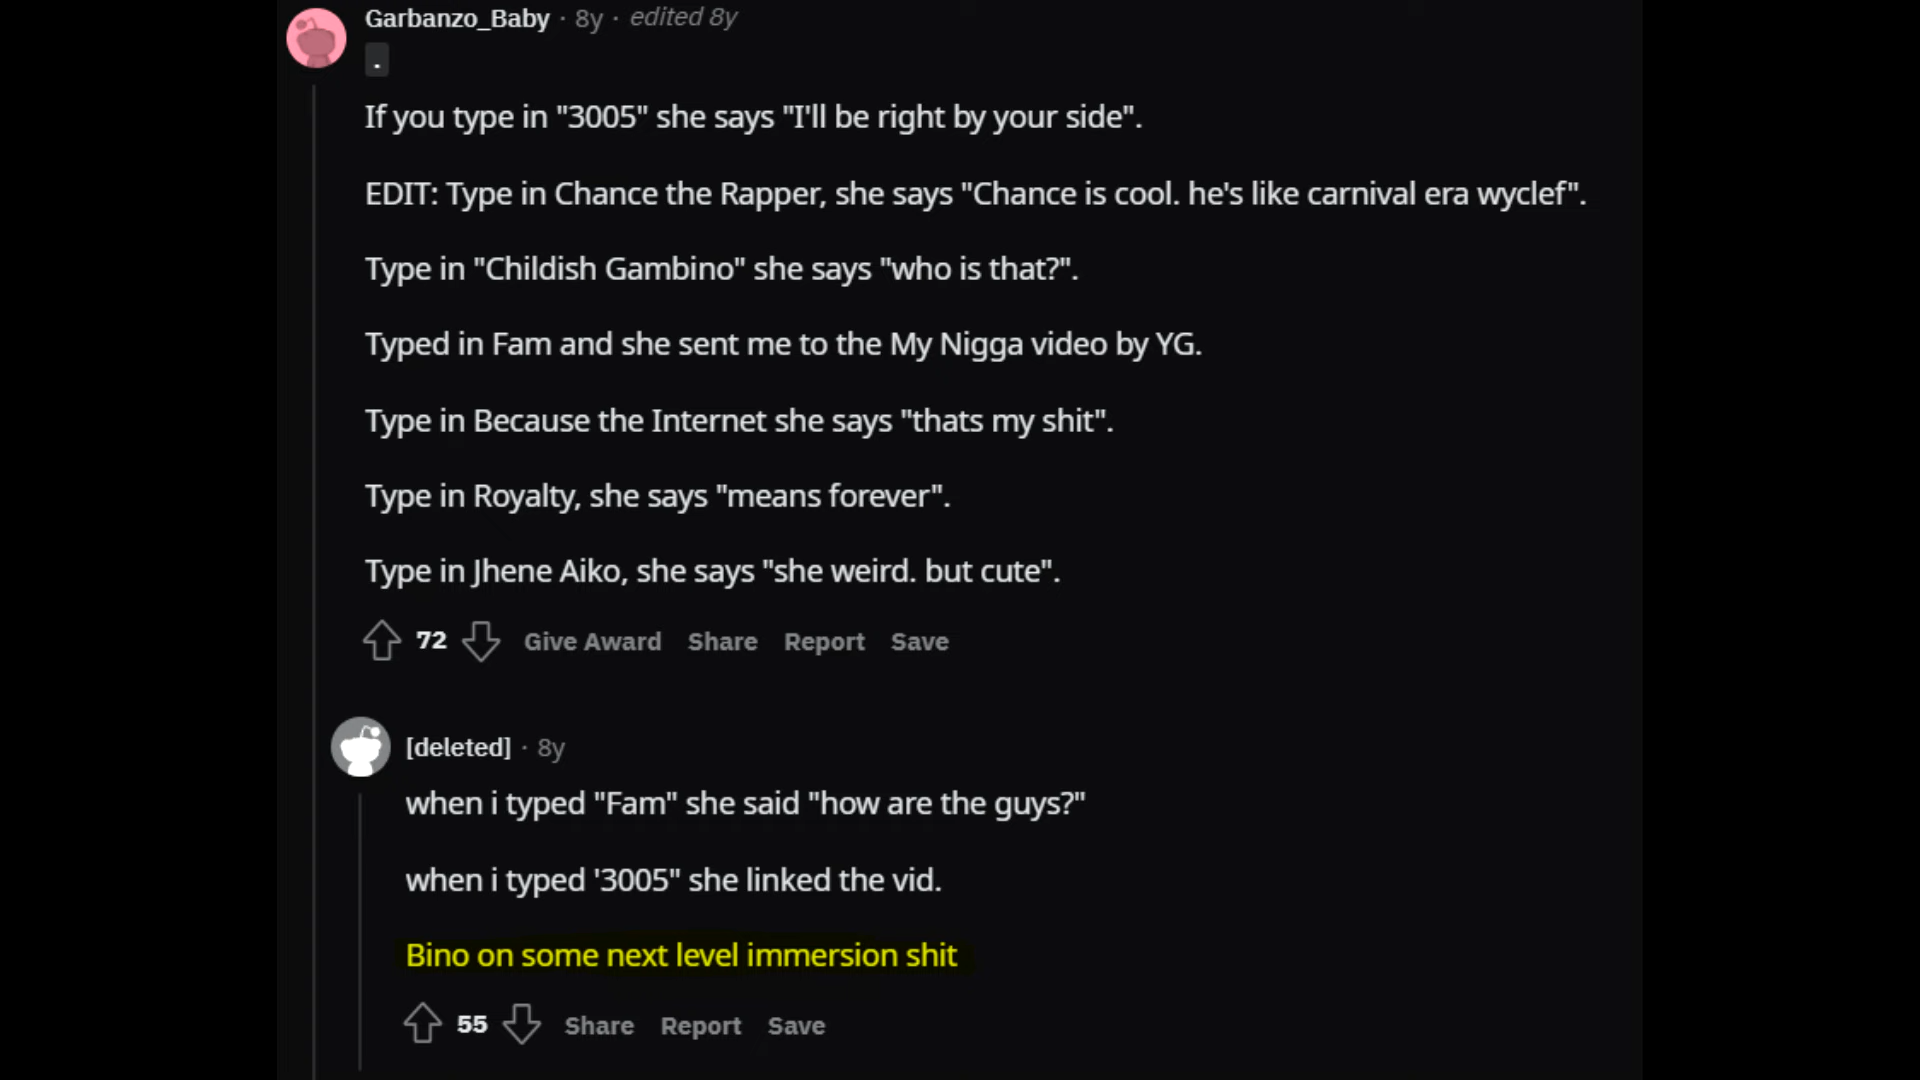 Garbanzo_Baby · 8y · edited 8y
.
If you type in "3005" she says "I'll be right by your side".
EDIT: Type in Chance the Rapper, she says "Chance is cool. he's like carnival era wyclef".
Type in "Childish Gambino" she says "who is that?".
Typed in Fam and she sent me to the My Nigga video by YG.
Type in Because the Internet she says "thats my shit".
Type in Royalty, she says "means forever".
Type in Jhene Aiko, she says "she weird. but cute".
72 Give Award Share Report Save
[deleted] · 8y
when i typed "Fam" she said "how are the guys?"
when i typed '3005" she linked the vid.
Bino on some next level immersion shit
55 Share Report Save